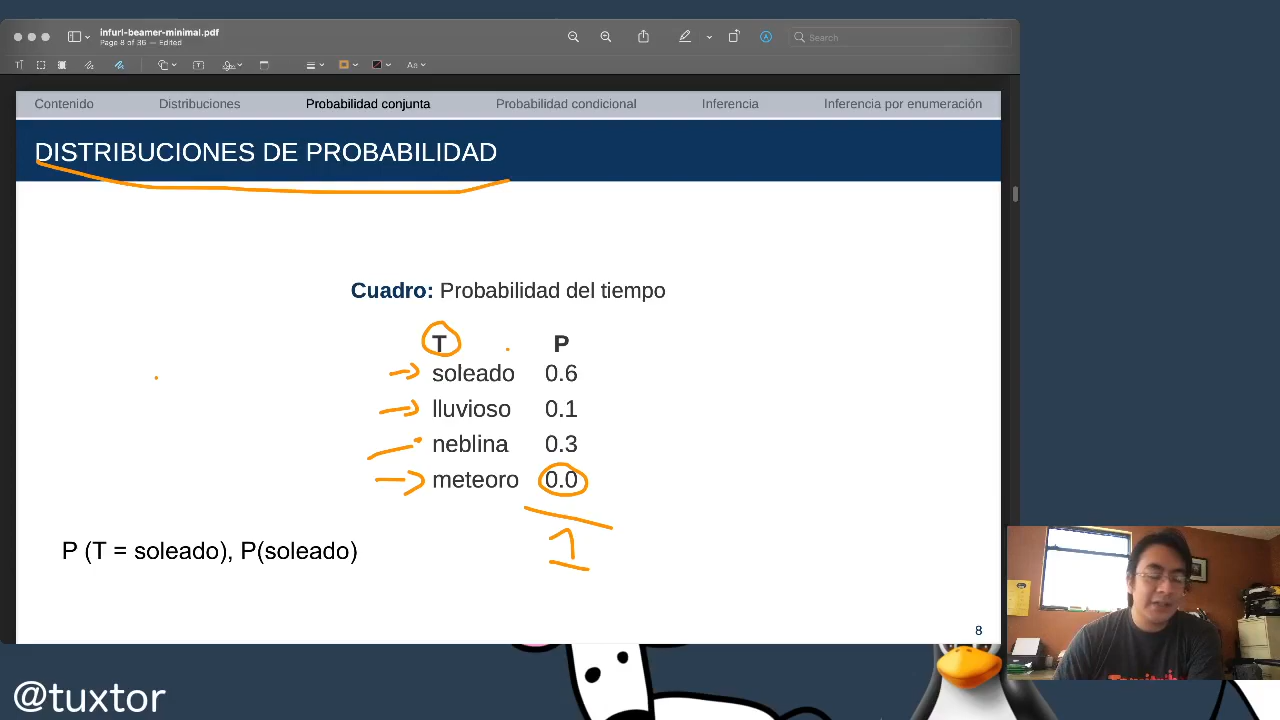 infurl-beamer-minimal.pdf
Page 8 of 36 — Edited
Search
Aa
Contenido Distribuciones Probabilidad conjunta Probabilidad condicional Inferencia Inferencia por enumeración
DISTRIBUCIONES DE PROBABILIDAD
Cuadro: Probabilidad del tiempo
T P
soleado 0.6
lluvioso 0.1
neblina 0.3
meteoro 0.0
1
P (T = soleado), P(soleado)
8
@tuxtor